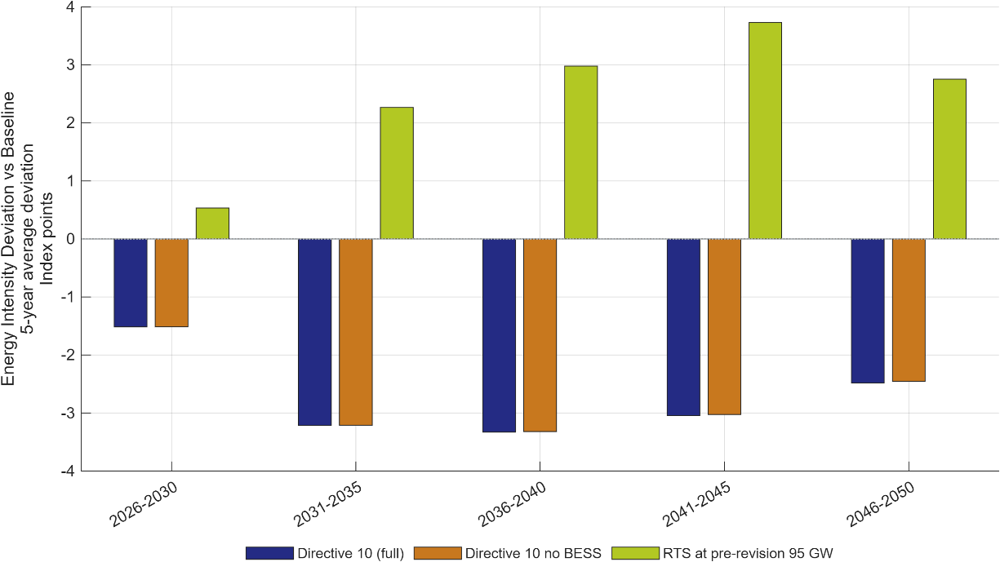 Energy Intensity Deviation vs Baseline
5-year average deviation
Index points
4
3
2
1
0
-1
-2
-3
-4
2026-2030
2031-2035
2036-2040
2041-2045
2046-2050
Directive 10 (full)
Directive 10 no BESS
RTS at pre-revision 95 GW